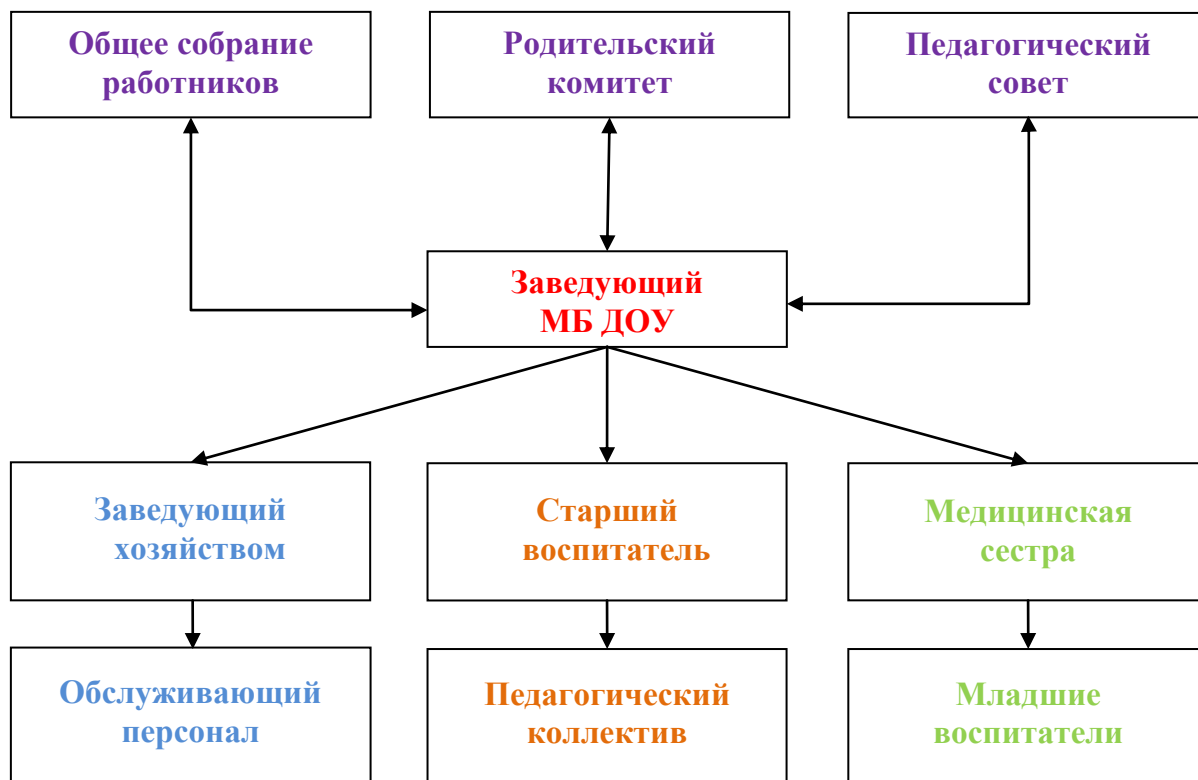 Общее собрание
работников
Родительский
комитет
Педагогический
совет
Заведующий
МБ ДОУ
Заведующий
хозяйством
Старший
воспитатель
Медицинская
сестра
Обслуживающий
персонал
Педагогический
коллектив
Младшие
воспитатели